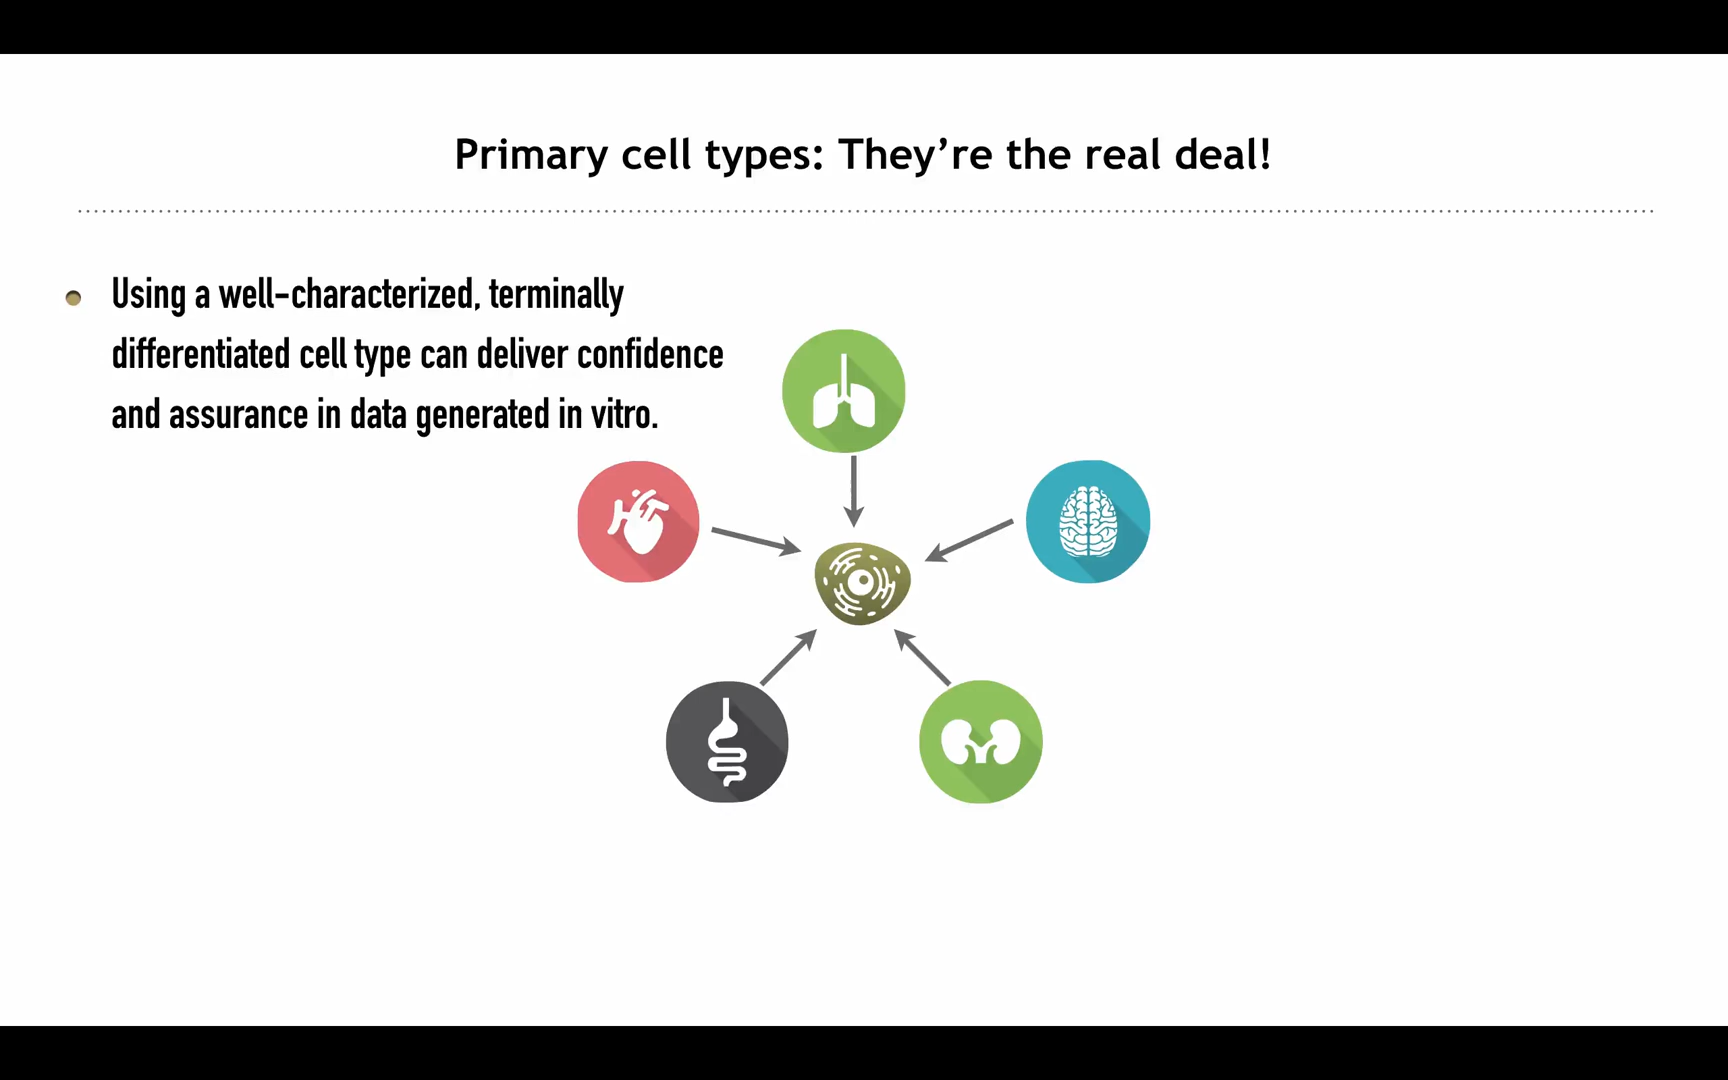 Primary cell types: They’re the real deal!
Using a well-characterized, terminally
differentiated cell type can deliver confidence
and assurance in data generated in vitro.